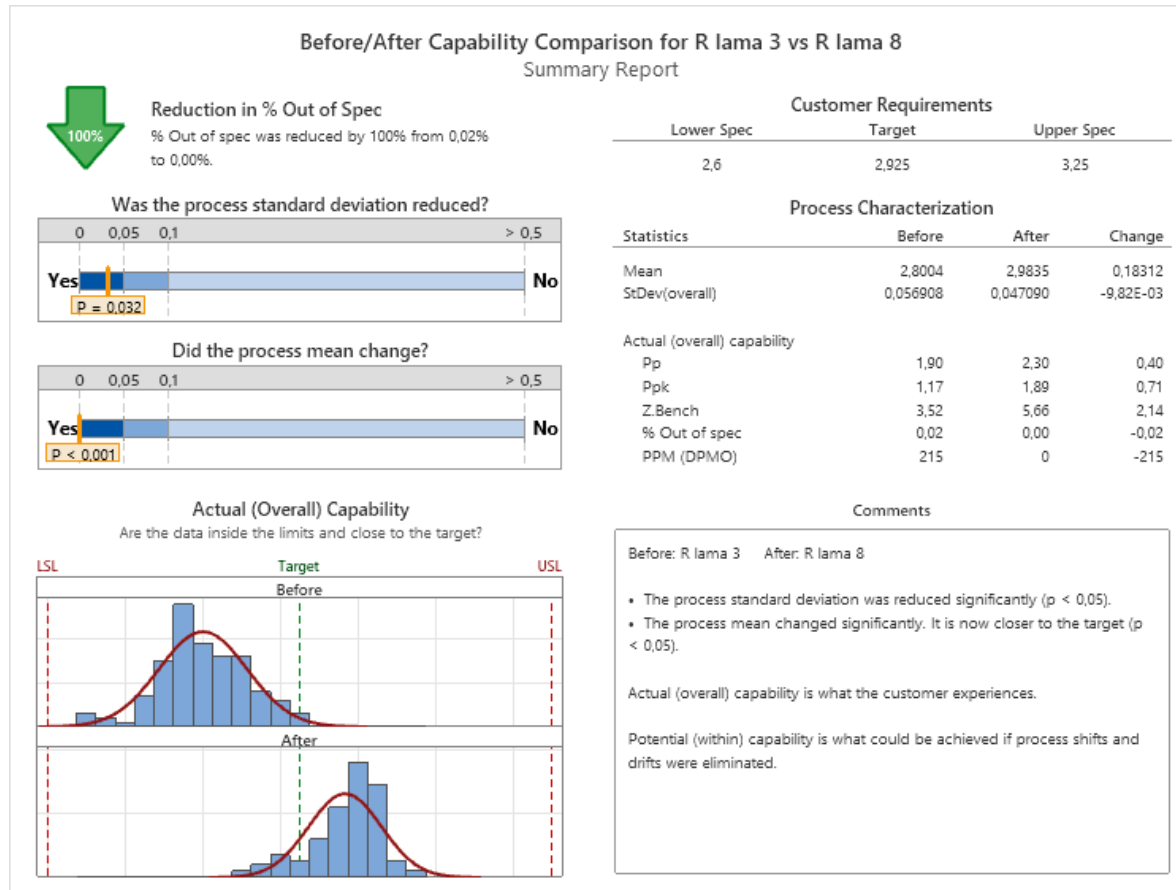 Before/After Capability Comparison for R lama 3 vs R lama 8
Summary Report
100%
Reduction in % Out of Spec
% Out of spec was reduced by 100% from 0,02%
to 0,00%.
Was the process standard deviation reduced?
0 0,05 0,1 > 0,5
Yes No
P = 0,032
Did the process mean change?
0 0,05 0,1 > 0,5
Yes No
P < 0,001
Actual (Overall) Capability
Are the data inside the limits and close to the target?
LSL Target USL
Before
After
Customer Requirements
Lower Spec Target Upper Spec
2,6 2,925 3,25
Process Characterization
Statistics Before After Change
Mean 2,8004 2,9835 0,18312
StDev(overall) 0,056908 0,047090 -9,82E-03
Actual (overall) capability
Pp 1,90 2,30 0,40
Ppk 1,17 1,89 0,71
Z.Bench 3,52 5,66 2,14
% Out of spec 0,02 0,00 -0,02
PPM (DPMO) 215 0 -215
Comments
Before: R lama 3 After: R lama 8
• The process standard deviation was reduced significantly (p < 0,05).
• The process mean changed significantly. It is now closer to the target (p
< 0,05).
Actual (overall) capability is what the customer experiences.
Potential (within) capability is what could be achieved if process shifts and
drifts were eliminated.